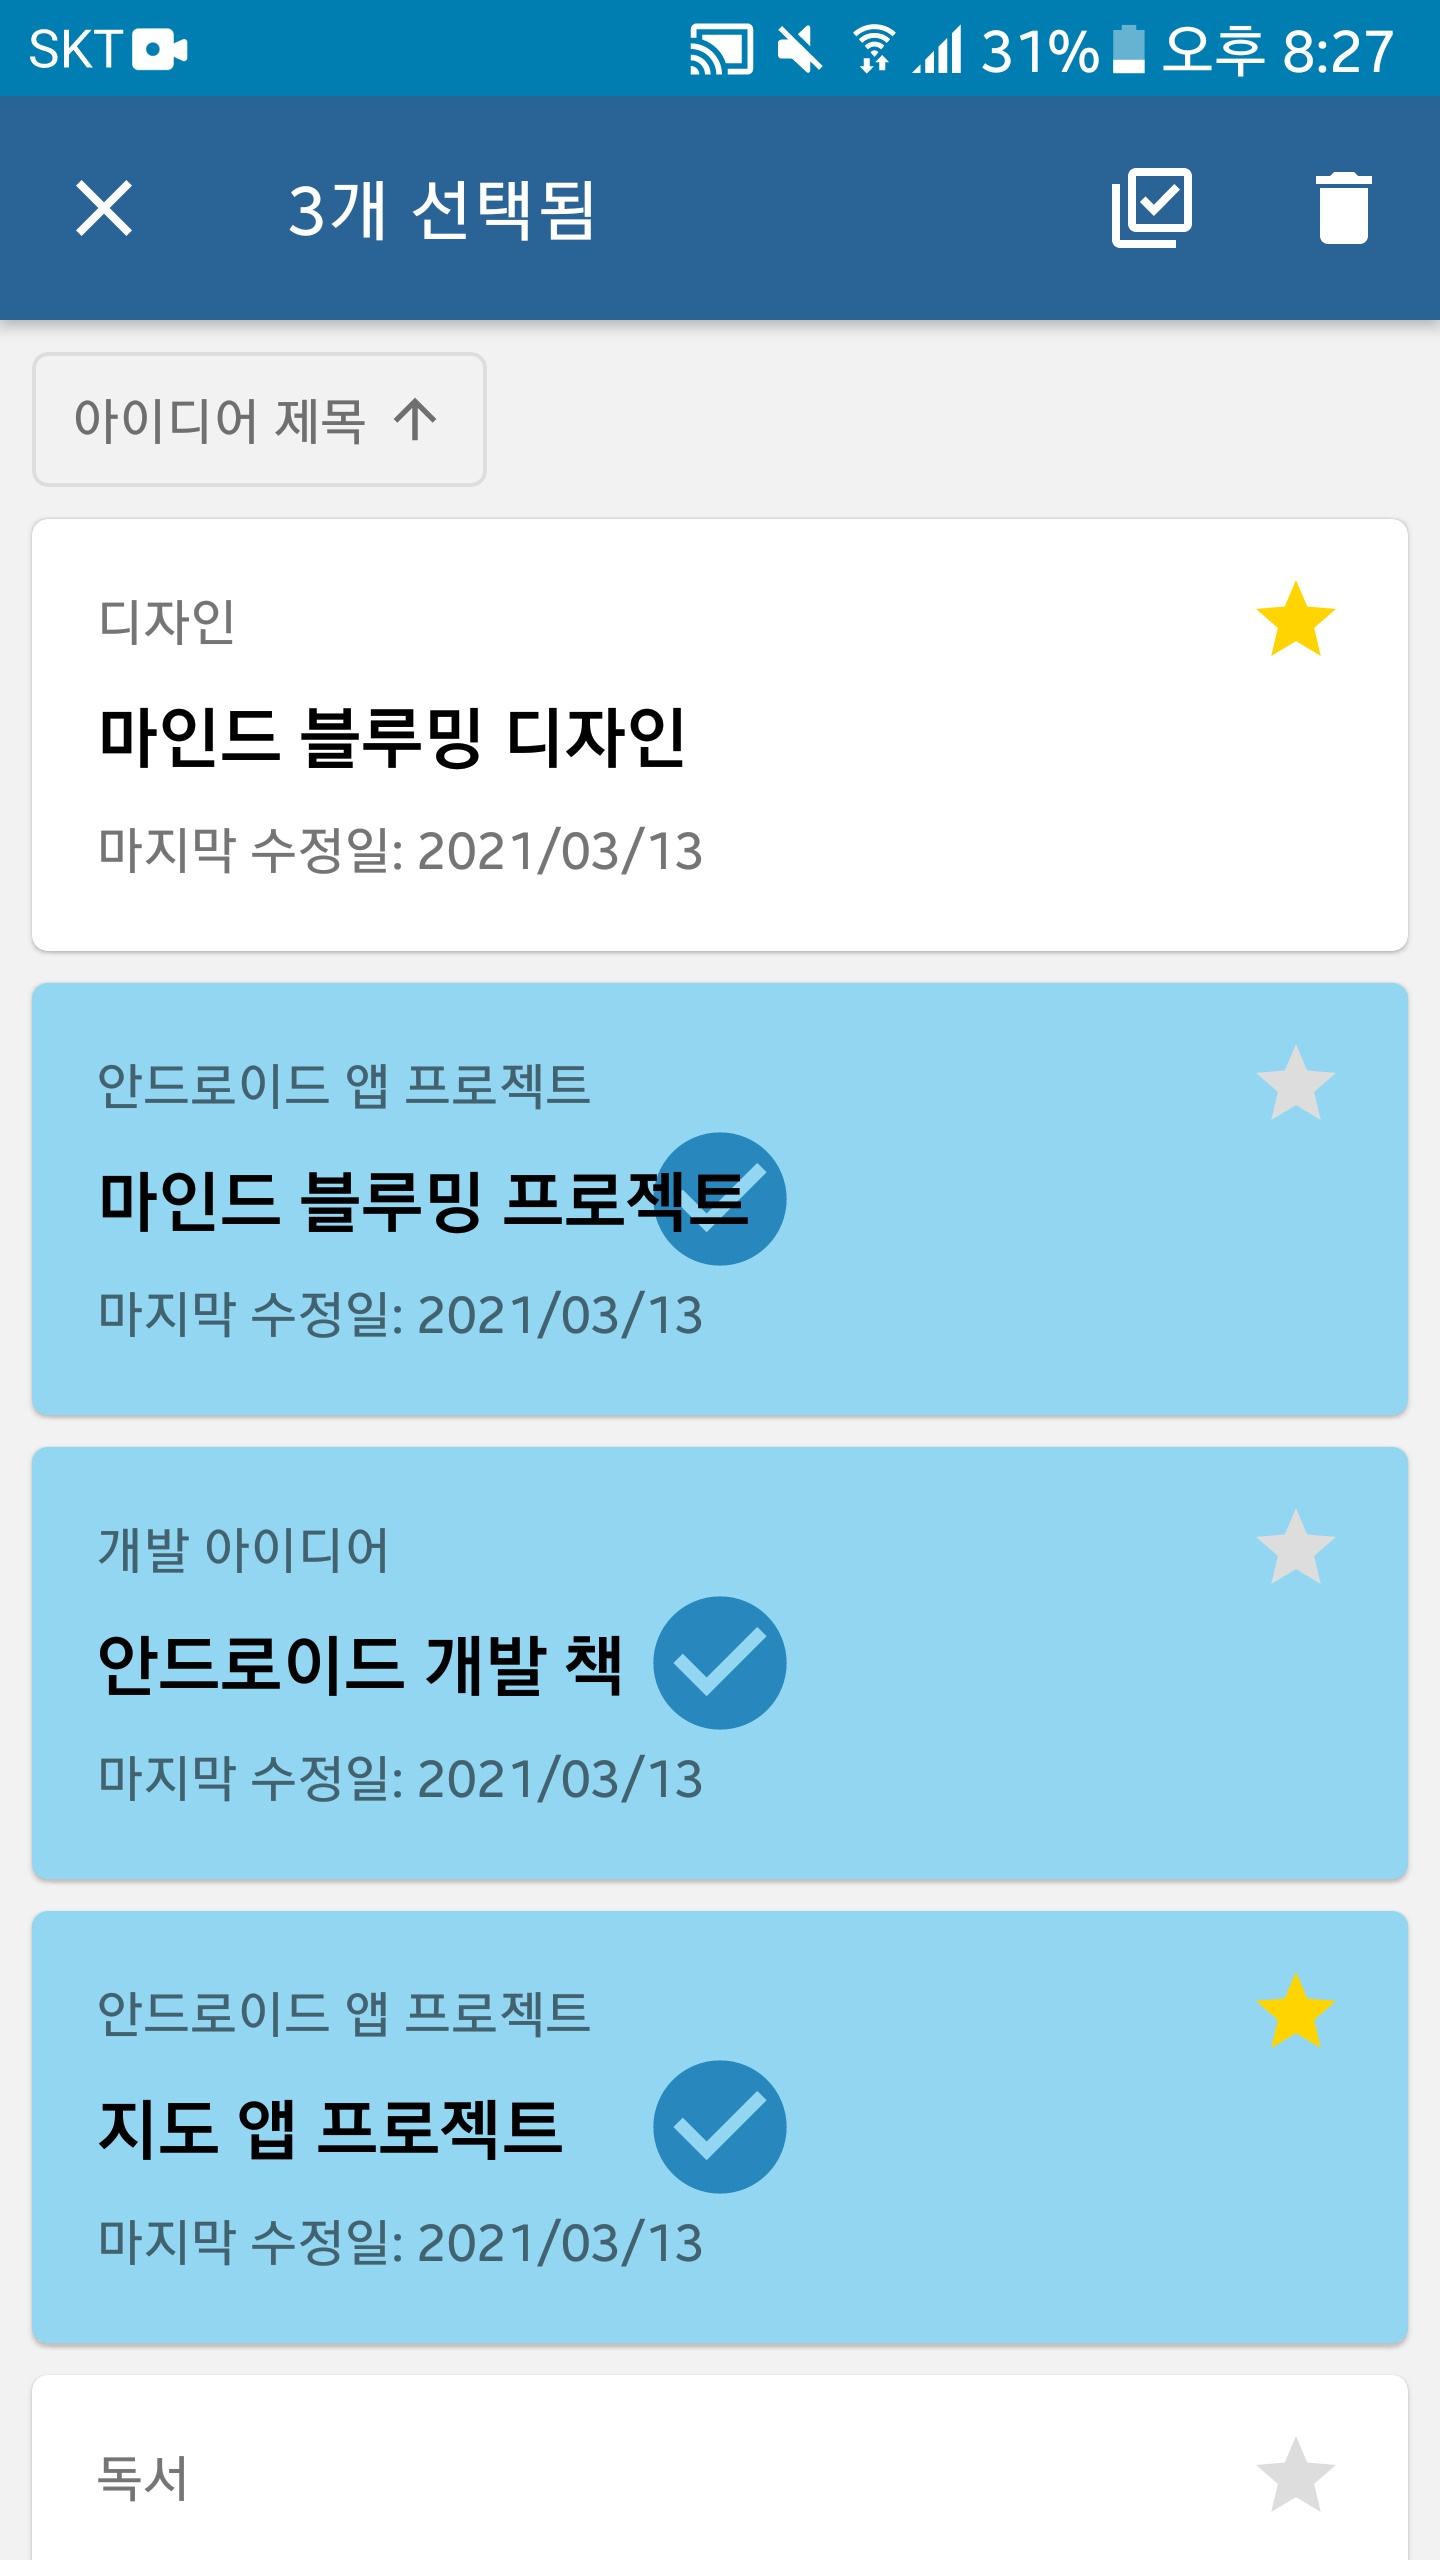 SKT 31% 오후 8:27
3개 선택됨
아이디어 제목
디자인
마인드 블루밍 디자인
마지막 수정일: 2021/03/13
안드로이드 앱 프로젝트
마인드 블루밍 프로젝트
마지막 수정일: 2021/03/13
개발 아이디어
안드로이드 개발 책
마지막 수정일: 2021/03/13
안드로이드 앱 프로젝트
지도 앱 프로젝트
마지막 수정일: 2021/03/13
독서